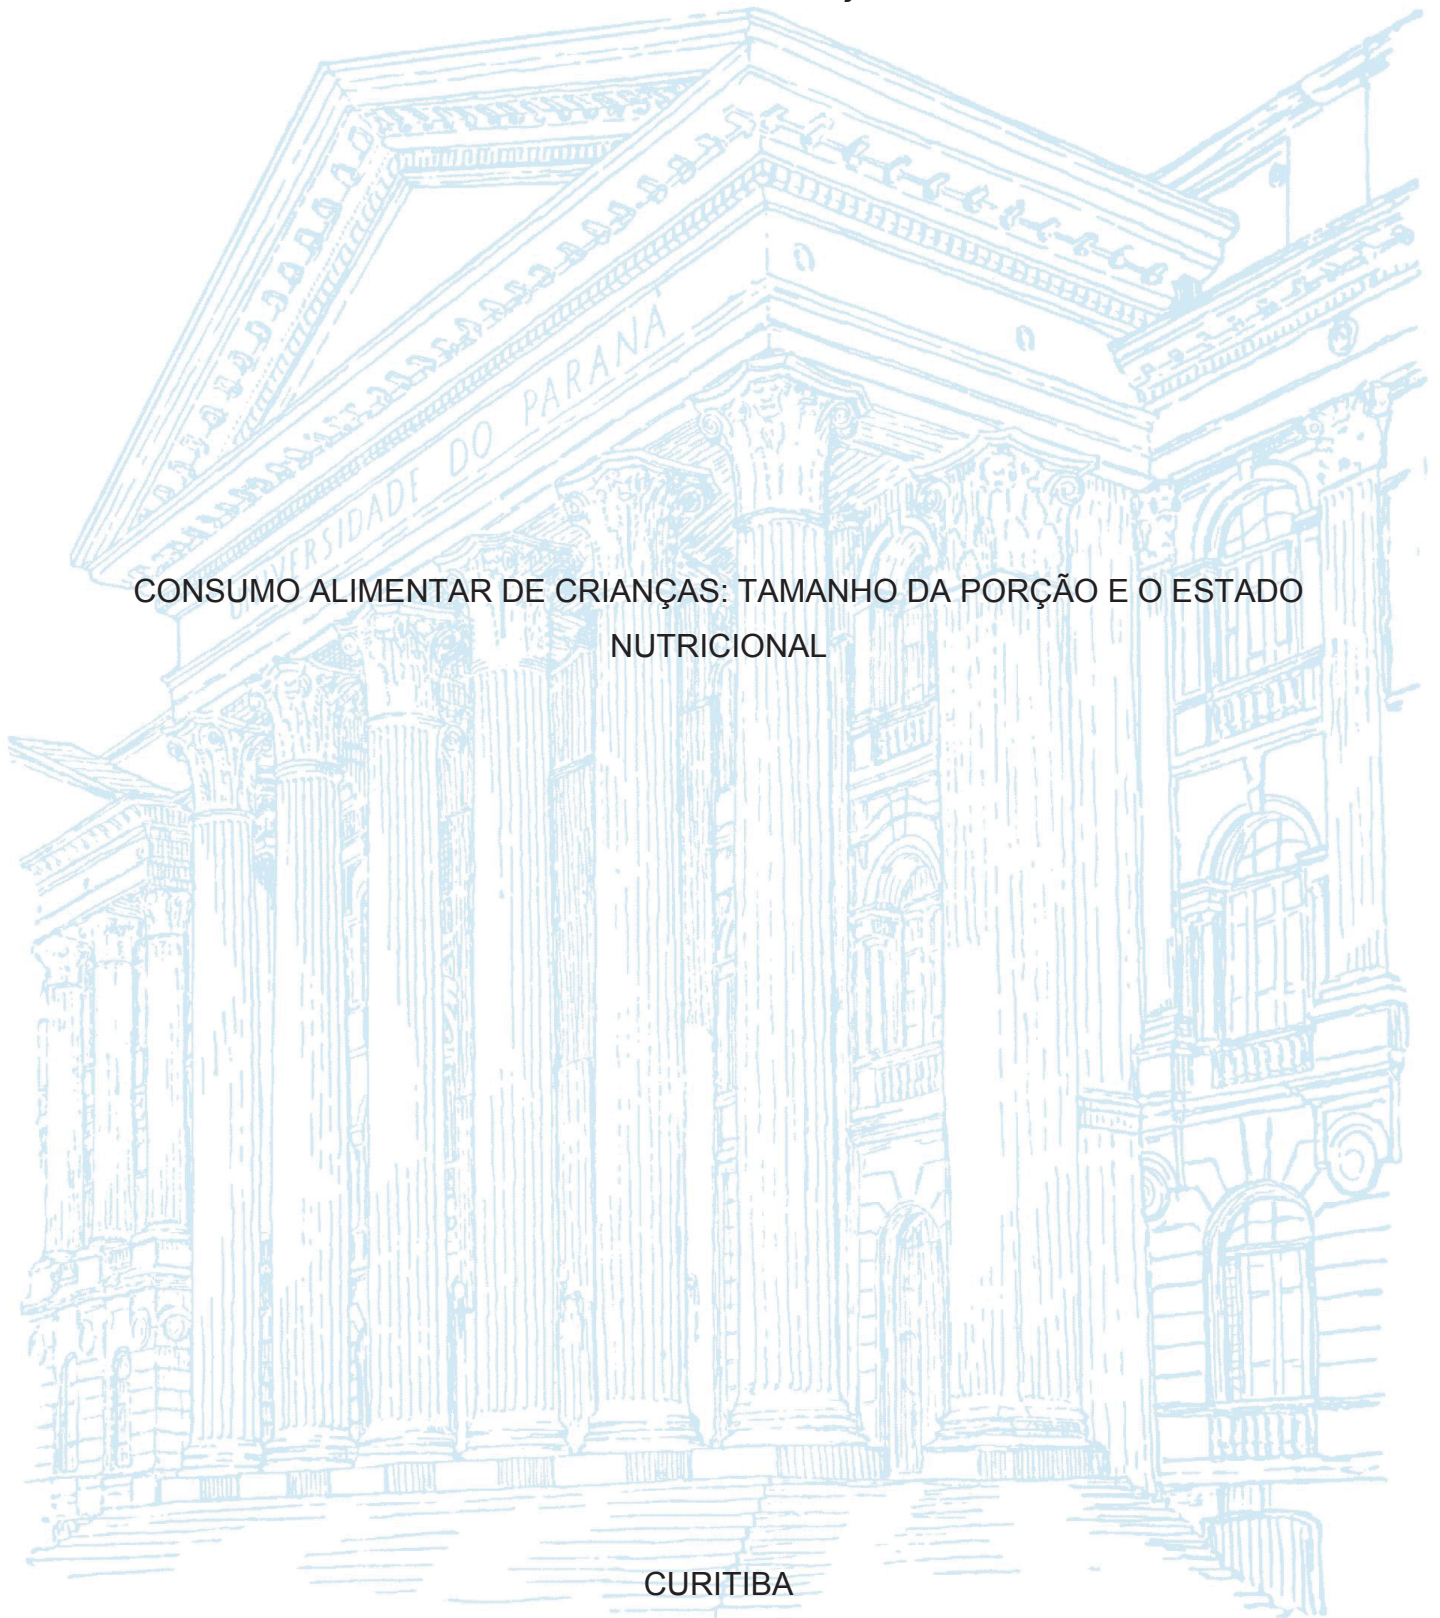 UNIVERSIDADE DO PARANÁ
CONSUMO ALIMENTAR DE CRIANÇAS: TAMANHO DA PORÇÃO E O ESTADO
NUTRICIONAL
CURITIBA